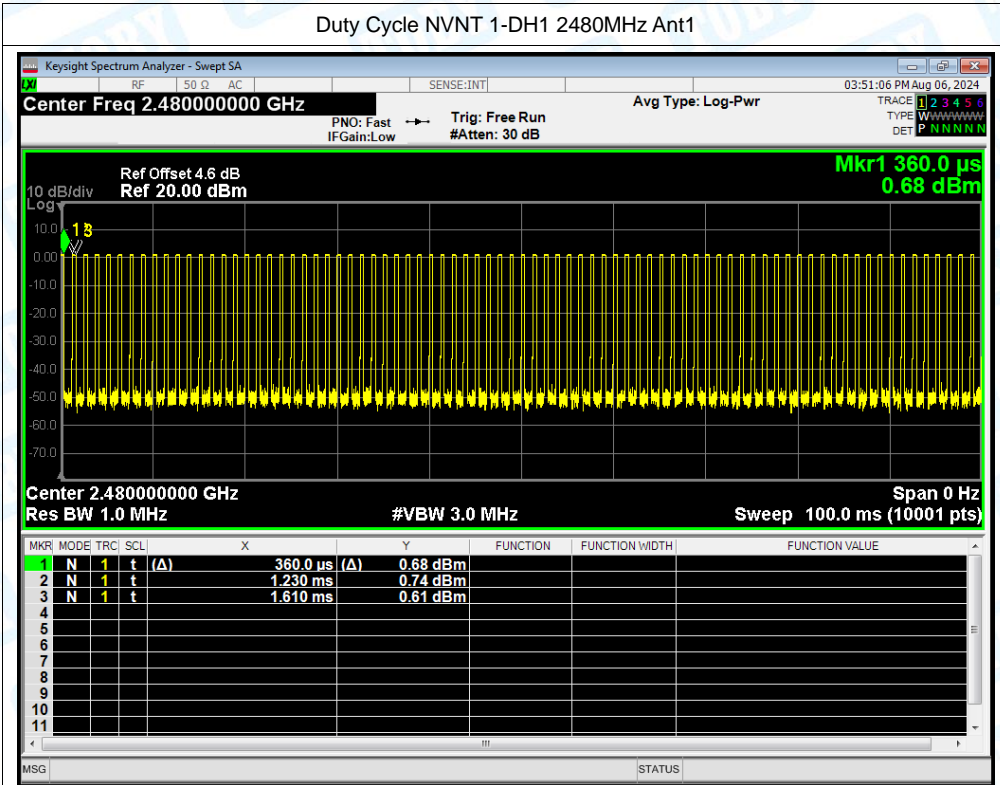 Duty Cycle NVNT 1-DH1 2480MHz Ant1
Keysight Spectrum Analyzer - Swept SA
LXI RF 50 Ω AC SENSE:INT 03:51:06 PM Aug 06, 2024
Center Freq 2.480000000 GHz Avg Type: Log-Pwr TRACE 1 2 3 4 5 6
PNO: Fast Trig: Free Run TYPE WWWWWW
IFGain:Low #Atten: 30 dB DET P N N N N N
Mkr1 360.0 µs
Ref Offset 4.6 dB
10 dB/div Ref 20.00 dBm 0.68 dBm
Log
10.0
1 3
0.00
-10.0
-20.0
-30.0
-40.0
-50.0
-60.0
-70.0
Center 2.480000000 GHz Span 0 Hz
Res BW 1.0 MHz #VBW 3.0 MHz Sweep 100.0 ms (10001 pts)
MKR MODE TRC SCL X Y FUNCTION FUNCTION WIDTH FUNCTION VALUE
1 N 1 t (Δ) 360.0 µs (Δ) 0.68 dBm
2 N 1 t 1.230 ms 0.74 dBm
3 N 1 t 1.610 ms 0.61 dBm
4
5
6
7
8
9
10
11
MSG STATUS